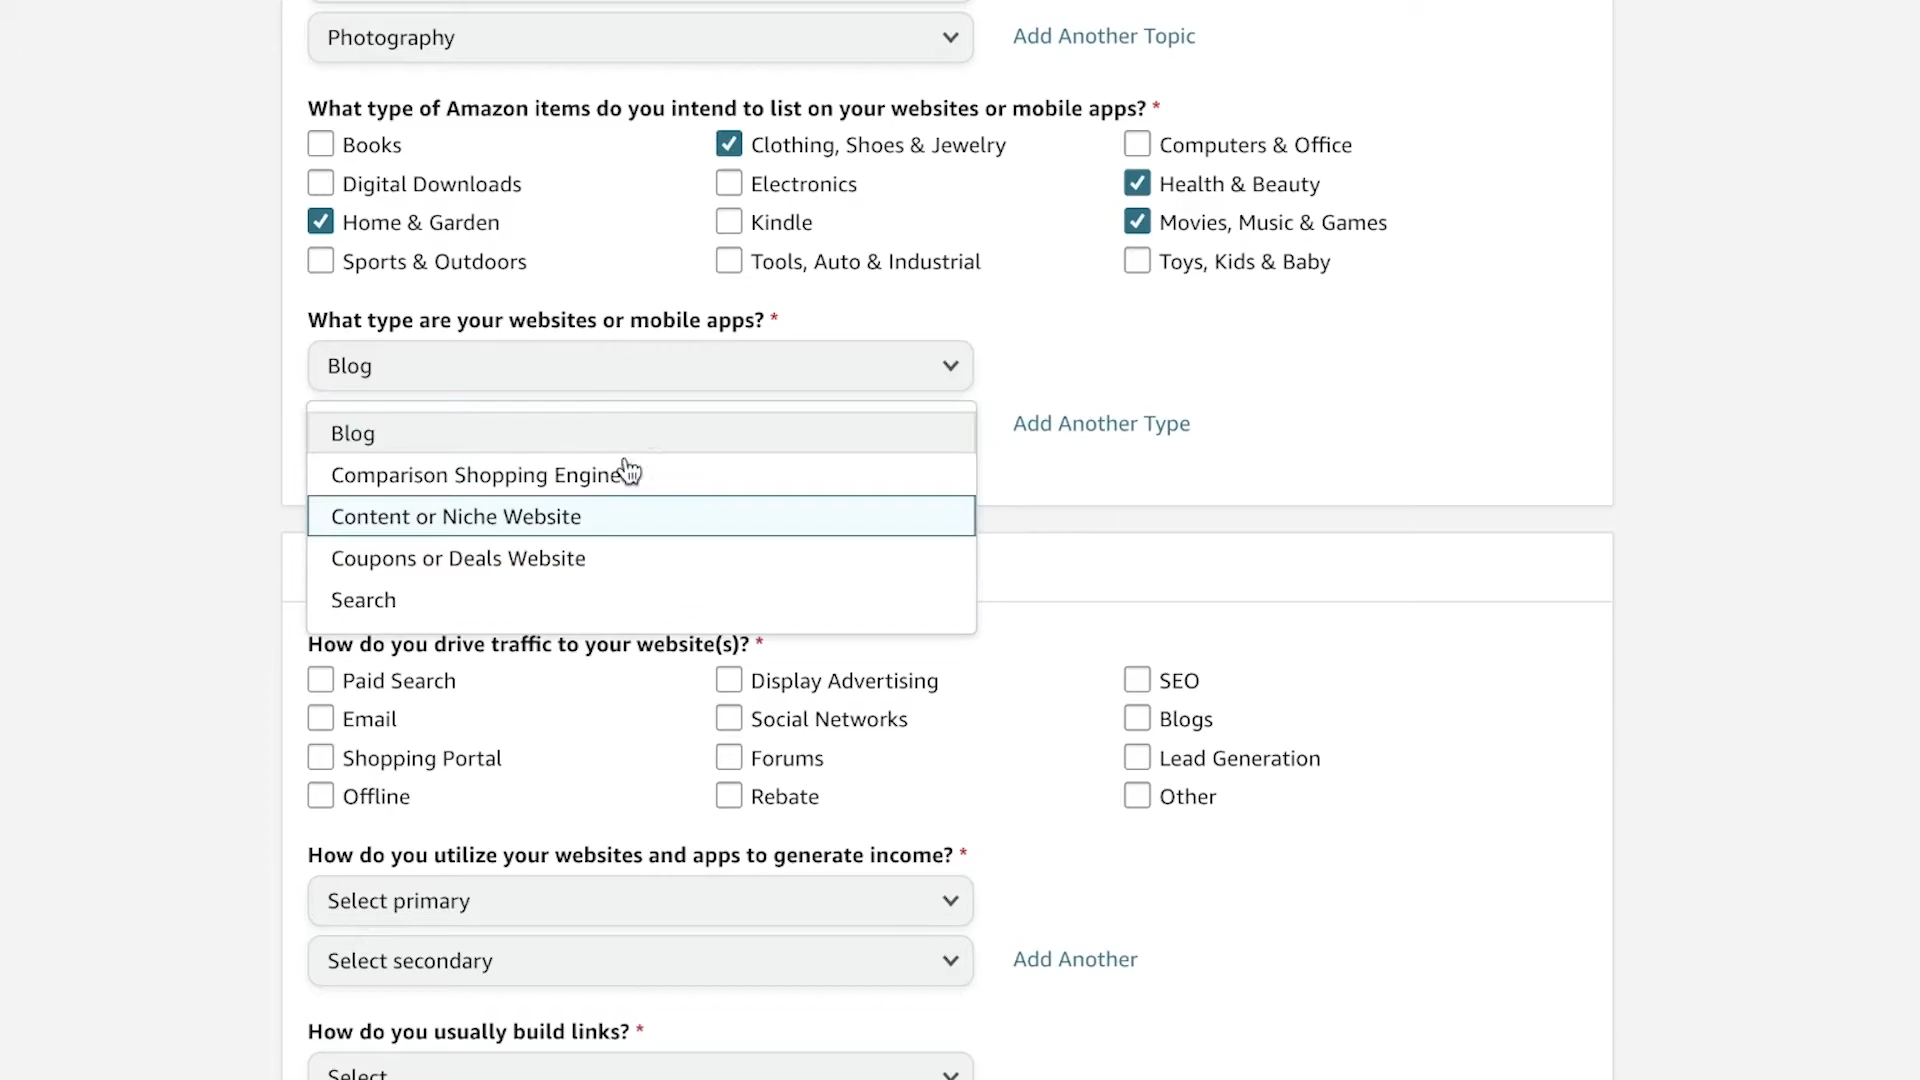 Photography
Add Another Topic
What type of Amazon items do you intend to list on your websites or mobile apps? *
Books
Clothing, Shoes & Jewelry
Computers & Office
Digital Downloads
Electronics
Health & Beauty
Home & Garden
Kindle
Movies, Music & Games
Sports & Outdoors
Tools, Auto & Industrial
Toys, Kids & Baby
What type are your websites or mobile apps? *
Blog
Blog
Add Another Type
Comparison Shopping Engine
Content or Niche Website
Coupons or Deals Website
Search
How do you drive traffic to your website(s)? *
Paid Search
Display Advertising
SEO
Email
Social Networks
Blogs
Shopping Portal
Forums
Lead Generation
Offline
Rebate
Other
How do you utilize your websites and apps to generate income? *
Select primary
Select secondary
Add Another
How do you usually build links? *
Select